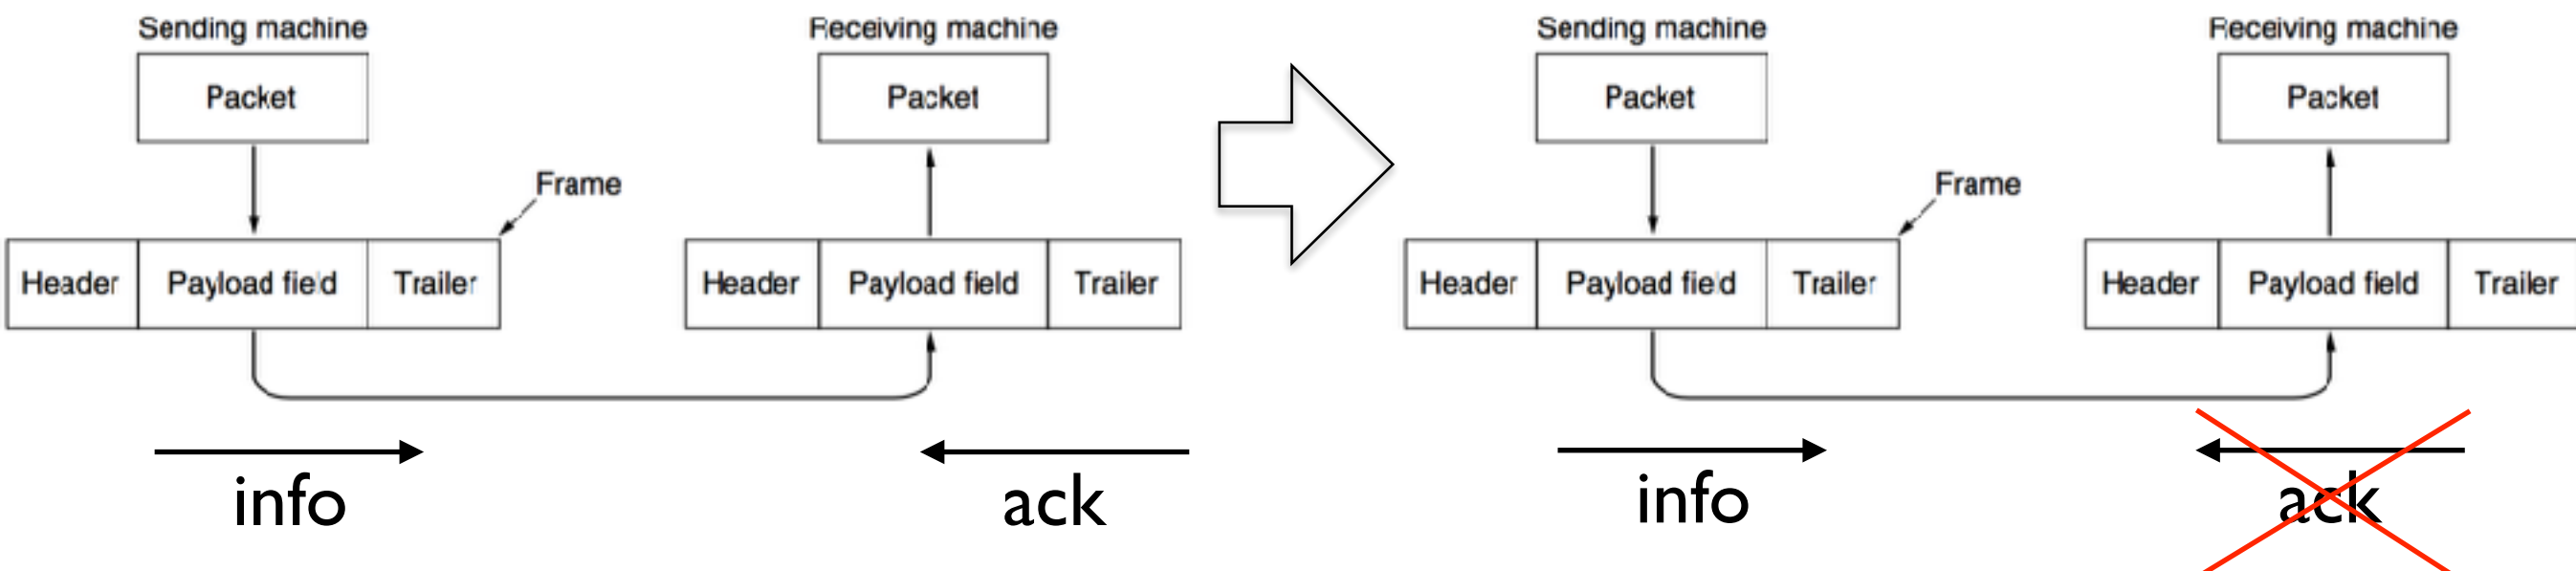 Sending machine
Receiving machine
Sending machine
Receiving machine
Packet
Packet
Packet
Packet
Frame
Frame
Header
Payload field
Trailer
Header
Payload field
Trailer
Header
Payload field
Trailer
Header
Payload field
Trailer
info
ack
info
ack